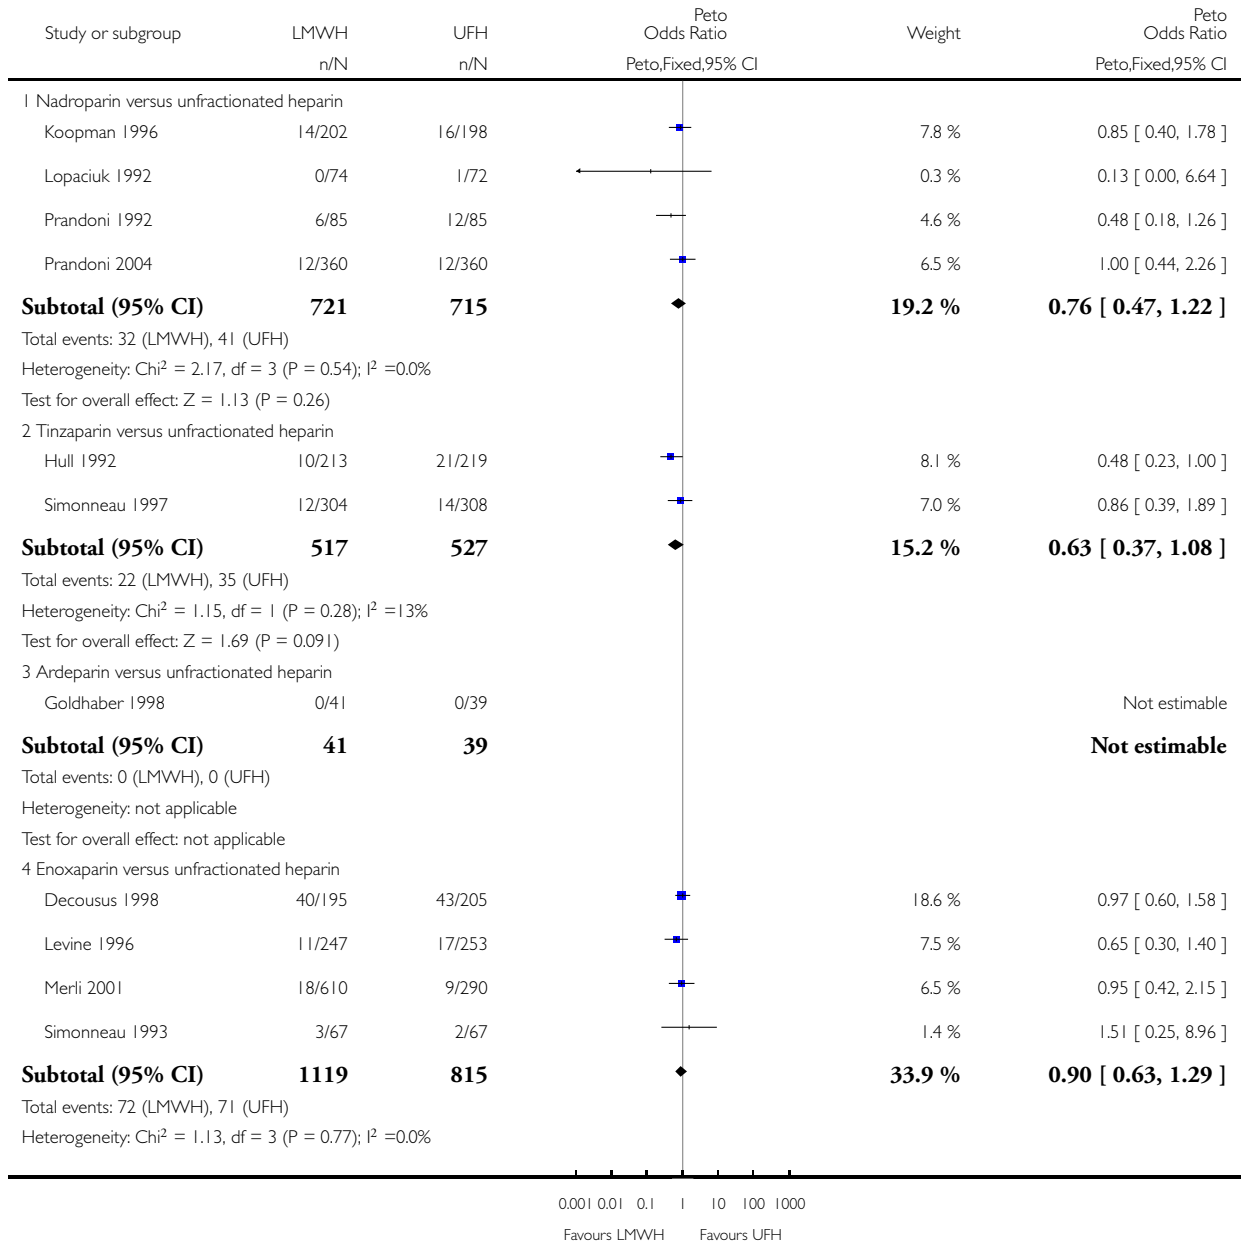 Study or subgroup LMWH UFH Peto Odds Ratio Weight Peto Odds Ratio
n/N n/N Peto,Fixed,95% CI Peto,Fixed,95% CI
1 Nadroparin versus unfractionated heparin
Koopman 1996 14/202 16/198 7.8 % 0.85 [ 0.40, 1.78 ]
Lopaciuk 1992 0/74 1/72 0.3 % 0.13 [ 0.00, 6.64 ]
Prandoni 1992 6/85 12/85 4.6 % 0.48 [ 0.18, 1.26 ]
Prandoni 2004 12/360 12/360 6.5 % 1.00 [ 0.44, 2.26 ]
Subtotal (95% CI) 721 715 19.2 % 0.76 [ 0.47, 1.22 ]
Total events: 32 (LMWH), 41 (UFH)
Heterogeneity: Chi² = 2.17, df = 3 (P = 0.54); I² =0.0%
Test for overall effect: Z = 1.13 (P = 0.26)
2 Tinzaparin versus unfractionated heparin
Hull 1992 10/213 21/219 8.1 % 0.48 [ 0.23, 1.00 ]
Simonneau 1997 12/304 14/308 7.0 % 0.86 [ 0.39, 1.89 ]
Subtotal (95% CI) 517 527 15.2 % 0.63 [ 0.37, 1.08 ]
Total events: 22 (LMWH), 35 (UFH)
Heterogeneity: Chi² = 1.15, df = 1 (P = 0.28); I² =13%
Test for overall effect: Z = 1.69 (P = 0.091)
3 Ardeparin versus unfractionated heparin
Goldhaber 1998 0/41 0/39 Not estimable
Subtotal (95% CI) 41 39 Not estimable
Total events: 0 (LMWH), 0 (UFH)
Heterogeneity: not applicable
Test for overall effect: not applicable
4 Enoxaparin versus unfractionated heparin
Decousus 1998 40/195 43/205 18.6 % 0.97 [ 0.60, 1.58 ]
Levine 1996 11/247 17/253 7.5 % 0.65 [ 0.30, 1.40 ]
Merli 2001 18/610 9/290 6.5 % 0.95 [ 0.42, 2.15 ]
Simonneau 1993 3/67 2/67 1.4 % 1.51 [ 0.25, 8.96 ]
Subtotal (95% CI) 1119 815 33.9 % 0.90 [ 0.63, 1.29 ]
Total events: 72 (LMWH), 71 (UFH)
Heterogeneity: Chi² = 1.13, df = 3 (P = 0.77); I² =0.0%
0.001 0.01 0.1 1 10 100 1000
Favours LMWH Favours UFH